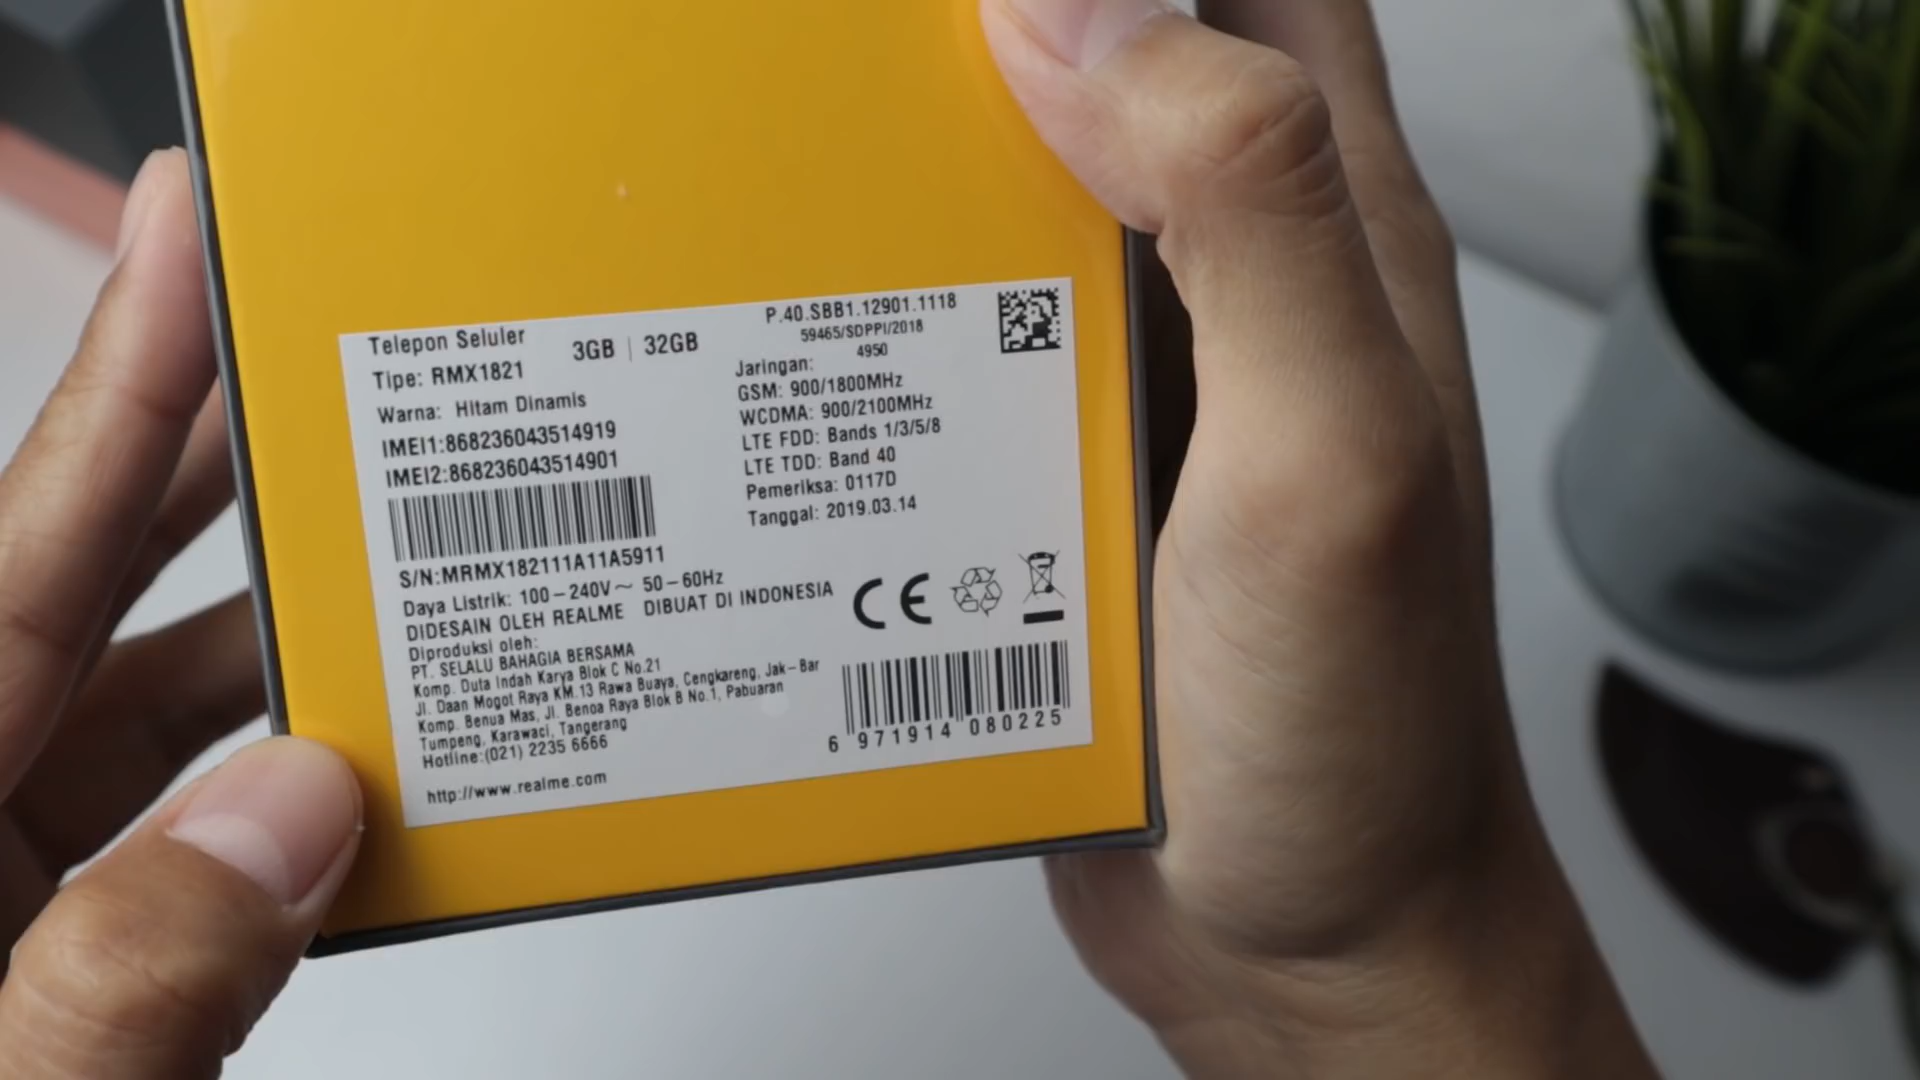 Telepon Seluler
Tipe: RMX1821
3GB | 32GB
Warna: Hitam Dinamis
IMEI1:868236043514919
IMEI2:868236043514901
S/N:MRMX182111A11A5911
P.40.SBB1.12901.1118
59465/SDPPI/2018
4950
Jaringan:
GSM: 900/1800MHz
WCDMA: 900/2100MHz
LTE FDD: Bands 1/3/5/8
LTE TDD: Band 40
Pemeriksa: 0117D
Tanggal: 2019.03.14
Daya Listrik: 100-240V~ 50-60Hz
DIDESAIN OLEH REALME DIBUAT DI INDONESIA
Diproduksi oleh:
PT. SELALU BAHAGIA BERSAMA
Komp. Duta Indah Karya Blok C No.21
Jl. Daan Mogot Raya KM.13 Rawa Buaya, Cengkareng, Jak-Bar
Komp. Benua Mas, Jl. Benoa Raya Blok B No.1, Pabuaran
Tumpeng, Karawaci, Tangerang
Hotline:(021) 2235 6666
http://www.realme.com
CE
6 971914 080225